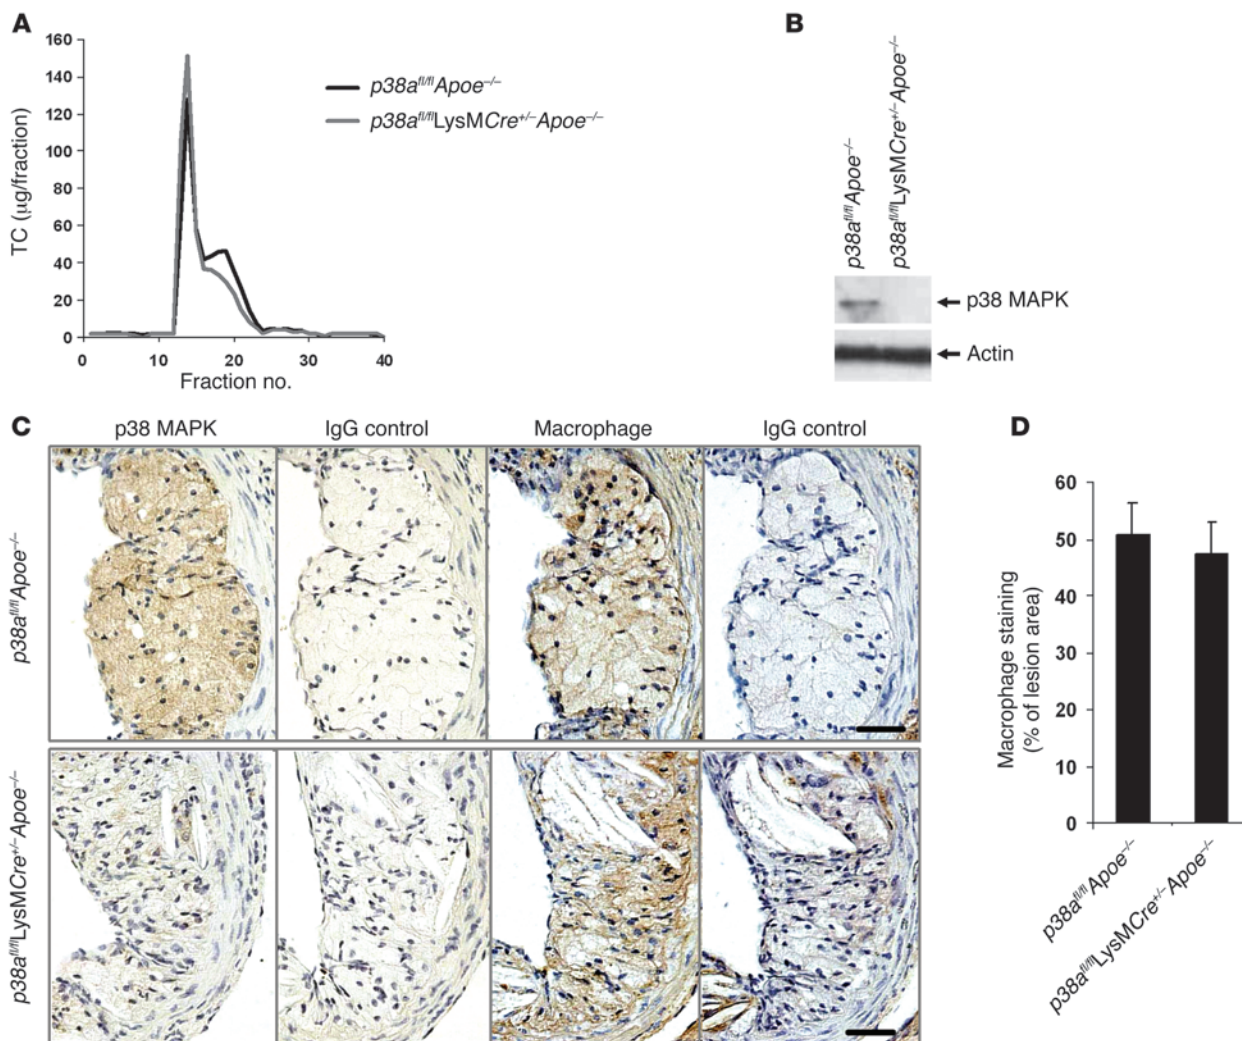 A
160
140
120
100
80
60
40
20
0
TC (μg/fraction)
0 10 20 30 40
Fraction no.
p38a^fl/fl Apoe^–/–
p38a^fl/fl LysMCre^+/– Apoe^–/–
B
p38a^fl/fl Apoe^–/–
p38a^fl/fl LysMCre^+/– Apoe^–/–
p38 MAPK
Actin
C
p38 MAPK IgG control Macrophage IgG control
p38a^fl/fl Apoe^–/–
p38a^fl/fl LysMCre^+/– Apoe^–/–
D
60
50
40
30
20
10
0
Macrophage staining
(% of lesion area)
p38a^fl/fl Apoe^–/–
p38a^fl/fl LysMCre^+/– Apoe^–/–